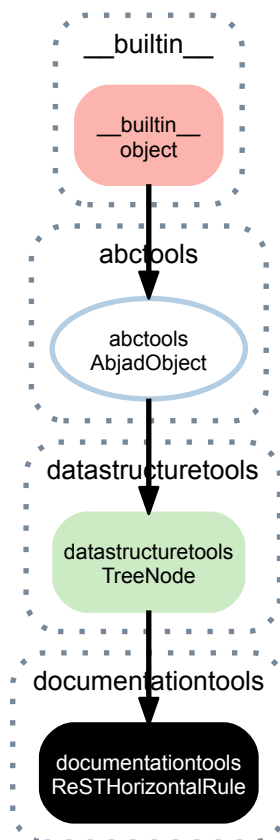 __builtin__
__builtin__
object
abctools
abctools
AbjadObject
datastructuretools
datastructuretools
TreeNode
documentationtools
documentationtools
ReSTHorizontalRule